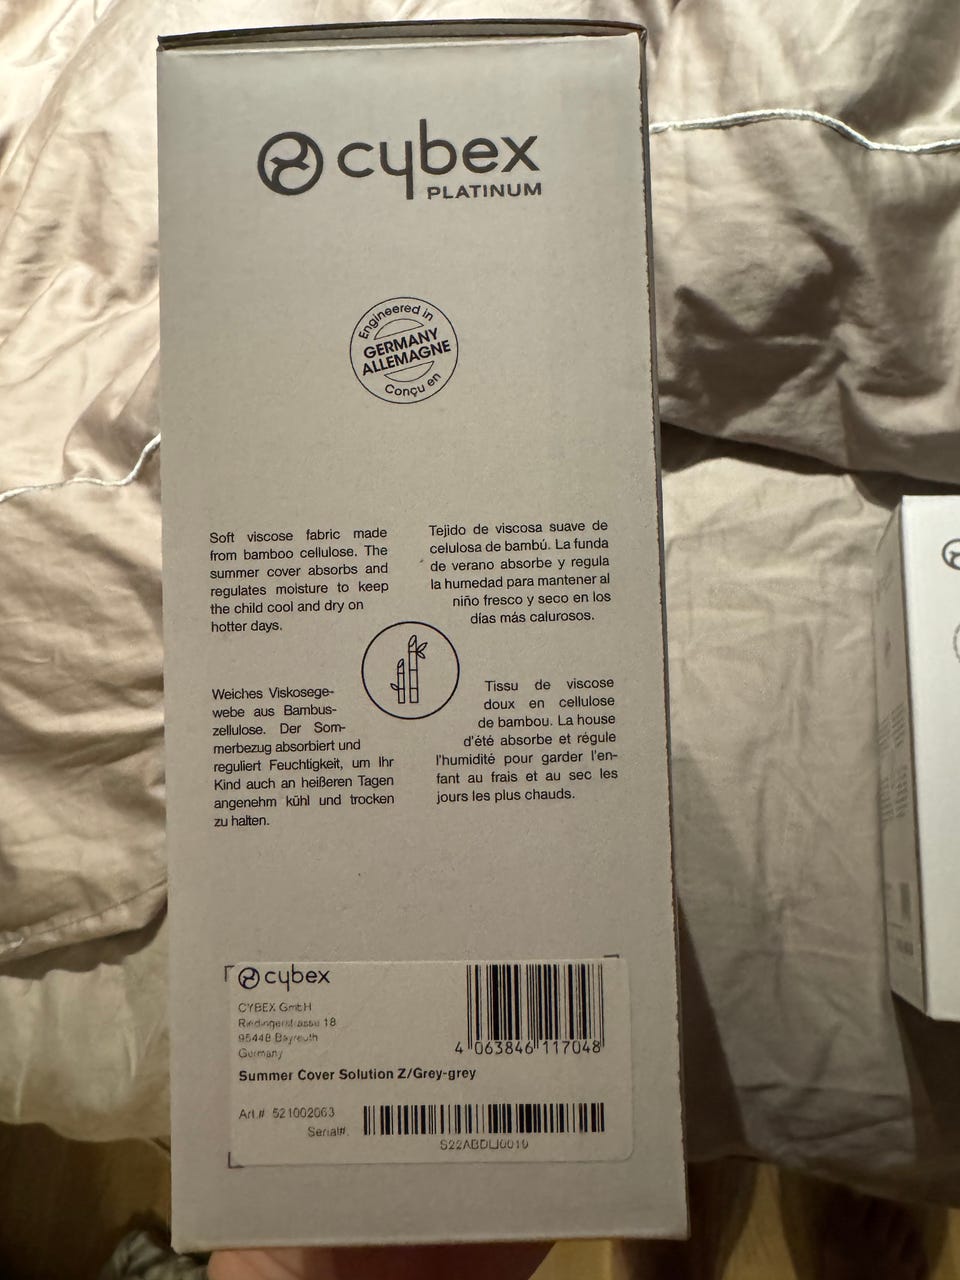 cybex
PLATINUM
Engineered in
GERMANY
ALLEMAGNE
Conçu en
Soft viscose fabric made
from bamboo cellulose. The
summer cover absorbs and
regulates moisture to keep
the child cool and dry on
hotter days.
Tejido de viscosa suave de
celulosa de bambú. La funda
de verano absorbe y regula
la humedad para mantener al
niño fresco y seco en los
días más calurosos.
Weiches Viskosege-
webe aus Bambus-
zellulose. Der Som-
merbezug absorbiert und
reguliert Feuchtigkeit, um Ihr
Kind auch an heißeren Tagen
angenehm kühl und trocken
zu halten.
Tissu de viscose
doux en cellulose
de bambou. La house
d'été absorbe et régule
l'humidité pour garder l'en-
fant au frais et au sec les
jours les plus chauds.
cybex
CYBEX GmbH
18
95448 Bayreuth
Germany
4 063846 117048
Summer Cover Solution Z/Grey-grey
Art.# 521002063
Serial#.